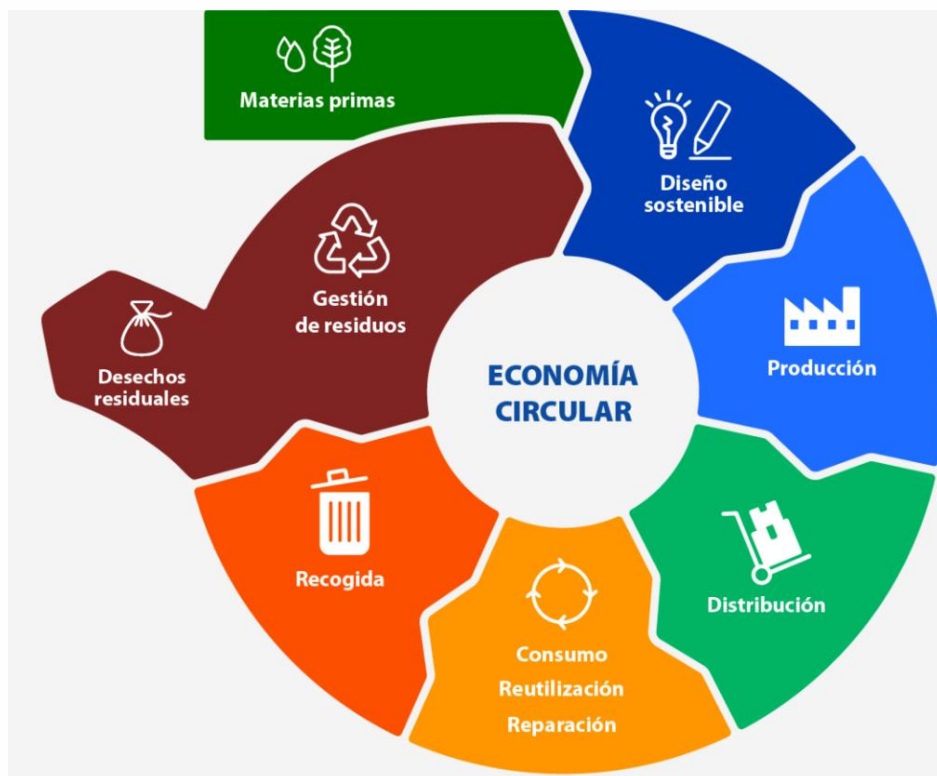 Materias primas
Diseño
sostenible
Producción
Distribución
Consumo
Reutilización
Reparación
Recogida
Gestión
de residuos
Desechos
residuales
ECONOMÍA
CIRCULAR